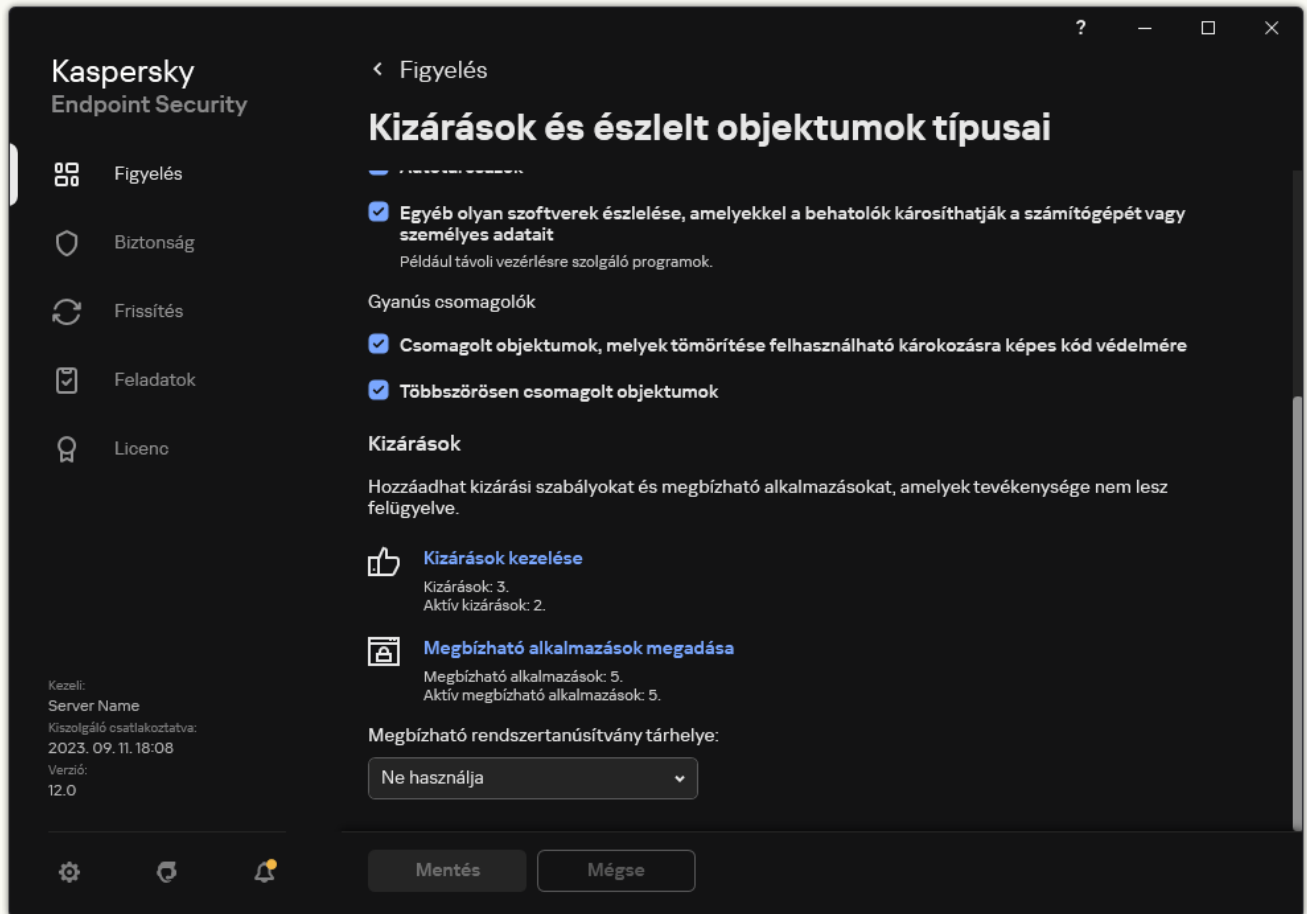 ?
Kaspersky
Endpoint Security
Figyelés
Biztonság
Frissítés
Feladatok
Licenc
Kezeli:
Server Name
Kiszolgáló csatlakoztatva:
2023. 09. 11. 18:08
Verzió:
12.0
Figyelés
Kizárások és észlelt objektumok típusai
Egyéb olyan szoftverek észlelése, amelyekkel a behatolók károsíthatják a számítógépét vagy
személyes adatait
Például távoli vezérlésre szolgáló programok.
Gyanús csomagolók
Csomagolt objektumok, melyek tömörítése felhasználható károkozásra képes kód védelmére
Többszörösen csomagolt objektumok
Kizárások
Hozzáadhat kizárási szabályokat és megbízható alkalmazásokat, amelyek tevékenysége nem lesz
felügyelve.
Kizárások kezelése
Kizárások: 3.
Aktív kizárások: 2.
Megbízható alkalmazások megadása
Megbízható alkalmazások: 5.
Aktív megbízható alkalmazások: 5.
Megbízható rendszertanúsítvány tárhelye:
Ne használja
Mentés
Mégse